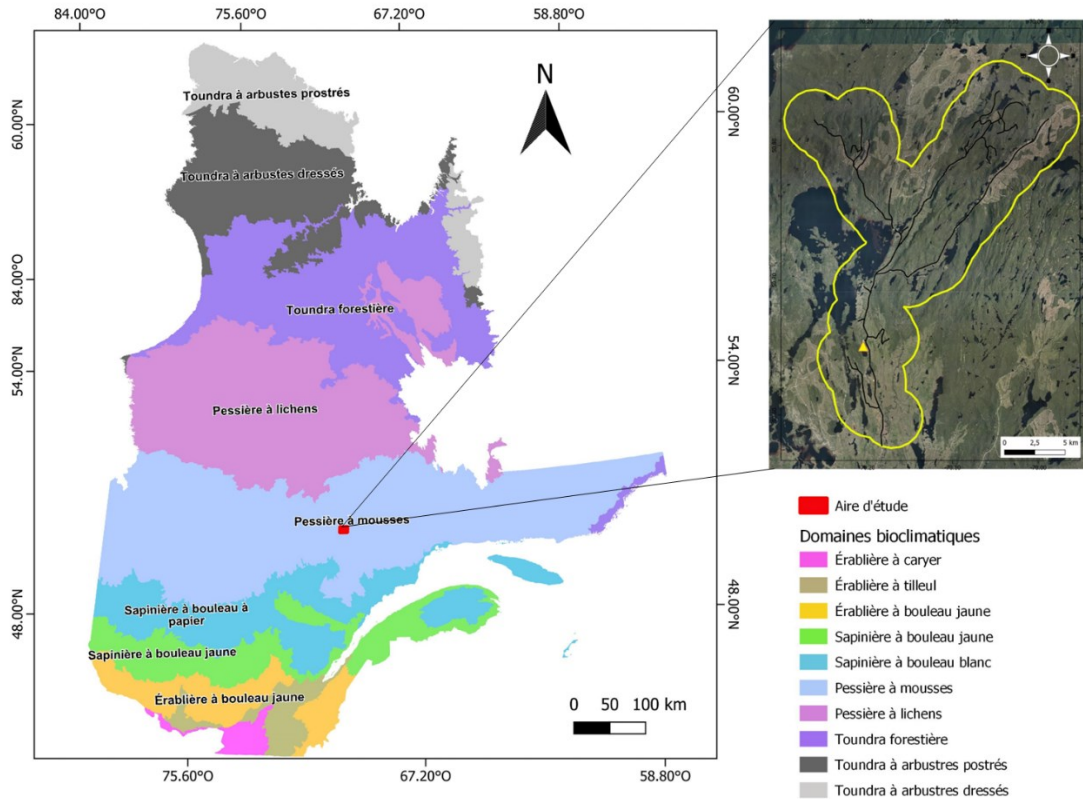 84.00°O
75.60°O
67.20°O
58.80°O
60.00°N
84.00°N
54.00°N
48.00°N
Toundra à arbustes prostrés
Toundra à arbustes dressés
Toundra forestière
Pessière à lichens
Pessière à mousses
Sapinière à bouleau à
papier
Sapinière à bouleau jaune
Érablière à bouleau jaune
N
0 50 100 km
75.60°O
67.20°O
58.80°O
60.00°N
54.00°N
48.00°N
0 2,5 5 km
Aire d'étude
Domaines bioclimatiques
Érablière à caryer
Érablière à tilleul
Érablière à bouleau jaune
Sapinière à bouleau jaune
Sapinière à bouleau blanc
Pessière à mousses
Pessière à lichens
Toundra forestière
Toundra à arbustres postrés
Toundra à arbustres dressés